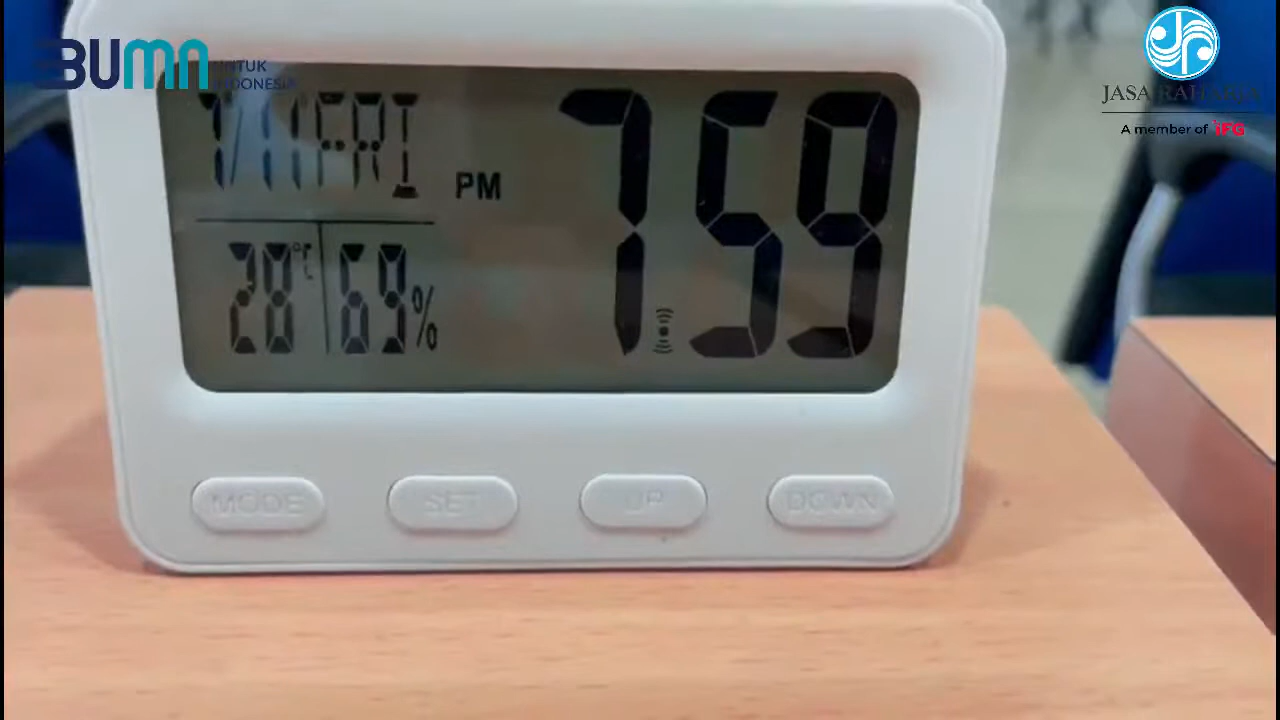 BUMN
UNTUK
INDONESIA
JASA RAHARJA
A member of IFG
7/11 FRI
PM
7 59
28 °C
69 %
MODE
SET
UP
DOWN